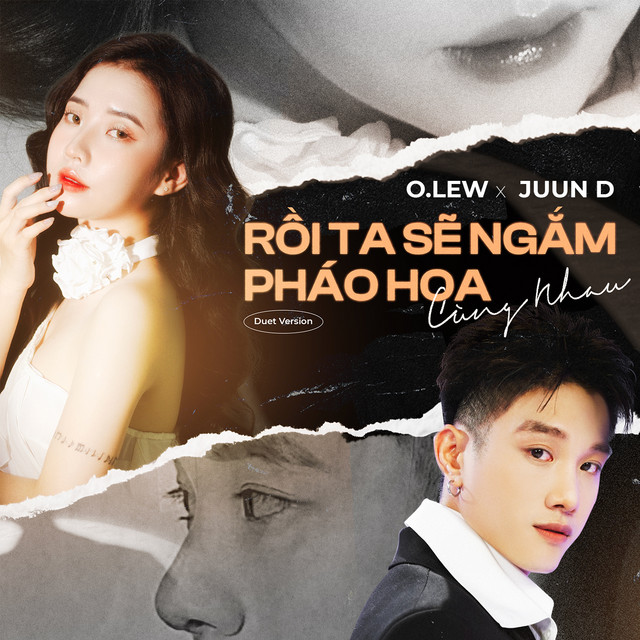 O.LEW x JUUN D
RỒI TA SẼ NGẮM
PHÁO HOA
Cùng Nhau
Duet Version